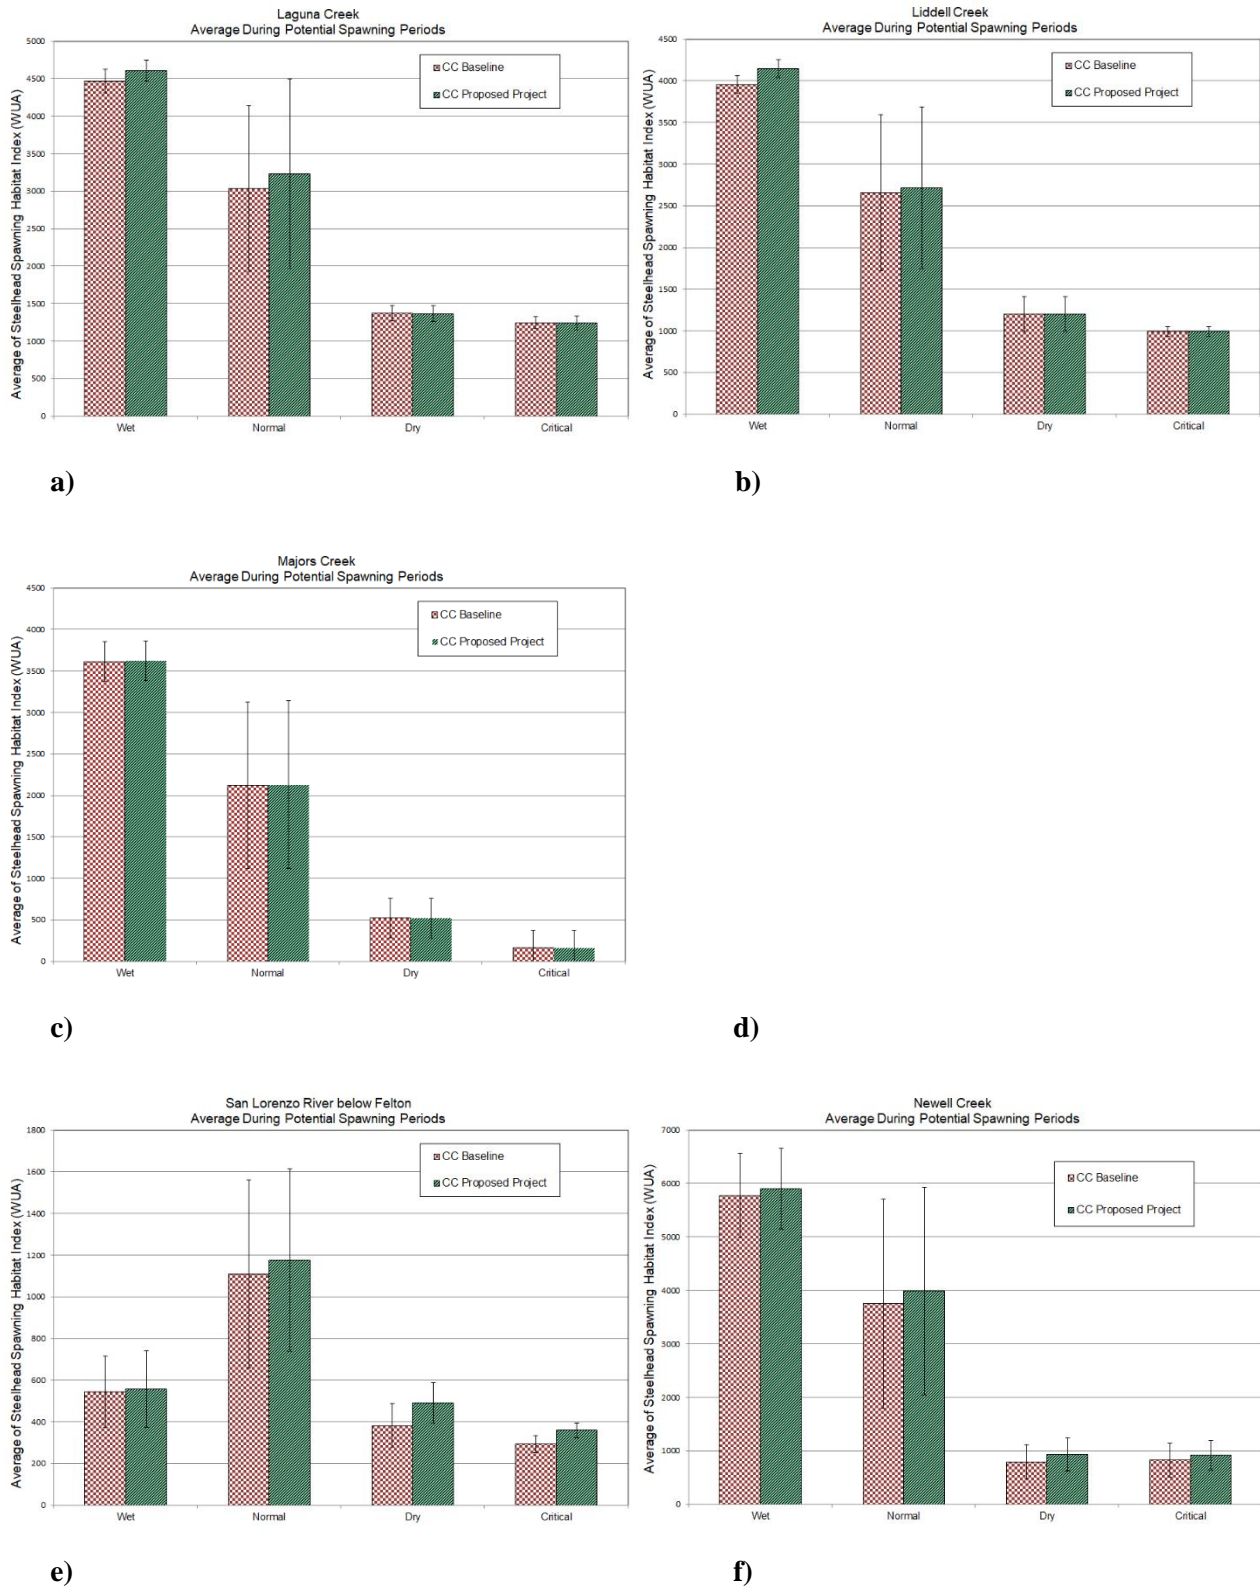 Laguna Creek
Average During Potential Spawning Periods
Average of Steelhead Spawning Habitat Index (WUA)
5000
4500
4000
3500
3000
2500
2000
1500
1000
500
0
CC Baseline
CC Proposed Project
Wet Normal Dry Critical
a)
Liddell Creek
Average During Potential Spawning Periods
Average of Steelhead Spawning Habitat Index (WUA)
4500
4000
3500
3000
2500
2000
1500
1000
500
0
CC Baseline
CC Proposed Project
Wet Normal Dry Critical
b)
Majors Creek
Average During Potential Spawning Periods
Average of Steelhead Spawning Habitat Index (WUA)
4500
4000
3500
3000
2500
2000
1500
1000
500
0
CC Baseline
CC Proposed Project
Wet Normal Dry Critical
c)
d)
San Lorenzo River below Felton
Average During Potential Spawning Periods
Average of Steelhead Spawning Habitat Index (WUA)
1800
1600
1400
1200
1000
800
600
400
200
0
CC Baseline
CC Proposed Project
Wet Normal Dry Critical
e)
Newell Creek
Average During Potential Spawning Periods
Average of Steelhead Spawning Habitat Index (WUA)
7000
6000
5000
4000
3000
2000
1000
0
CC Baseline
CC Proposed Project
Wet Normal Dry Critical
f)